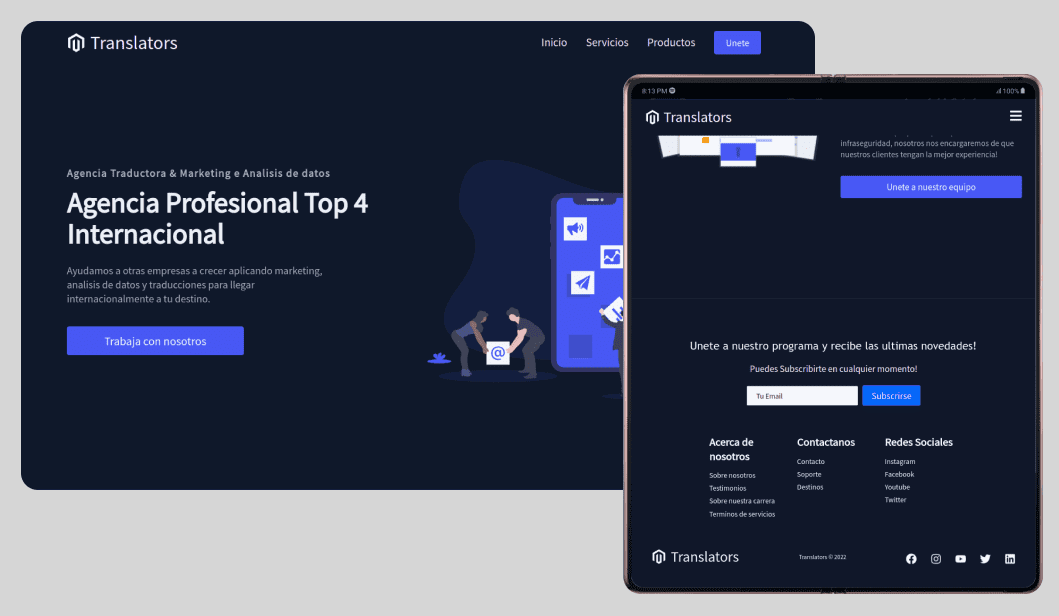 Translators
Inicio Servicios Productos Unete
Agencia Traductora & Marketing e Analisis de datos
Agencia Profesional Top 4
Internacional
Ayudamos a otras empresas a crecer aplicando marketing,
analisis de datos y traducciones para llegar
internacionalmente a tu destino.
Trabaja con nosotros
@
8:13 PM
100%
Translators
infraseguridad, nosotros nos encargaremos de que
nuestros clientes tengan la mejor experiencia!
Unete a nuestro equipo
Unete a nuestro programa y recibe las ultimas novedades!
Puedes Subscribirte en cualquier momento!
Tu Email
Subscrirse
Acerca de
nosotros
Sobre nosotros
Testimonios
Sobre nuestra carrera
Terminos de servicios
Contactanos
Contacto
Soporte
Destinos
Redes Sociales
Instagram
Facebook
Youtube
Twitter
Translators
Translators © 2022